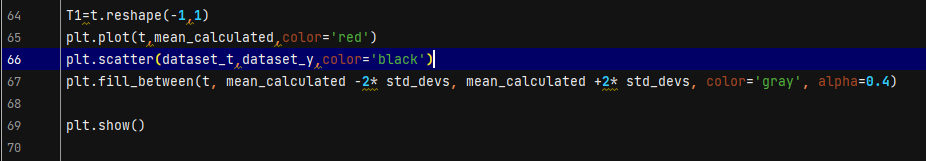 64 T1=t.reshape(-1,1)
65 plt.plot(t,mean_calculated,color='red')
66 plt.scatter(dataset_t,dataset_y,color='black')
67 plt.fill_between(t, mean_calculated -2* std_devs, mean_calculated +2* std_devs, color='gray', alpha=0.4)
68
69 plt.show()
70